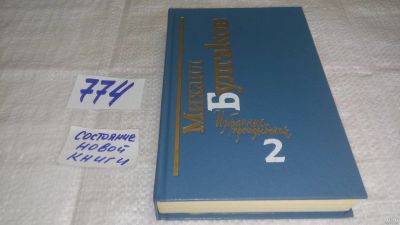 774
СОСТОЯНИЕ
НОВОЙ
КНИГИ
Михаил
Булгаков
Избранные
произведения
2